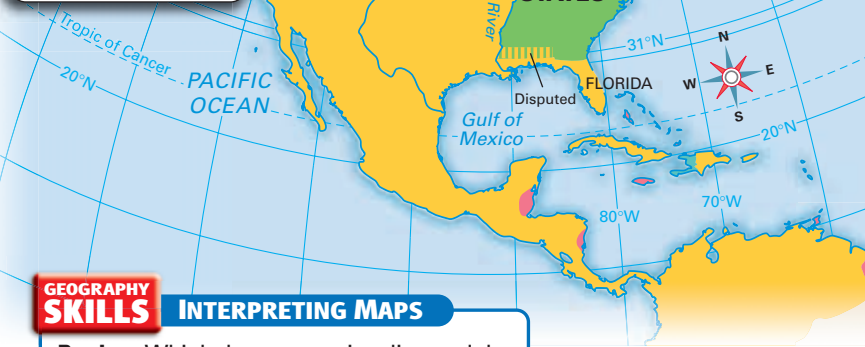 STATES
River
Tropic of Cancer
20°N
PACIFIC
OCEAN
31°N
N
W
E
S
FLORIDA
Disputed
Gulf of
Mexico
20°N
80°W
70°W
GEOGRAPHY
SKILLS
INTERPRETING MAPS